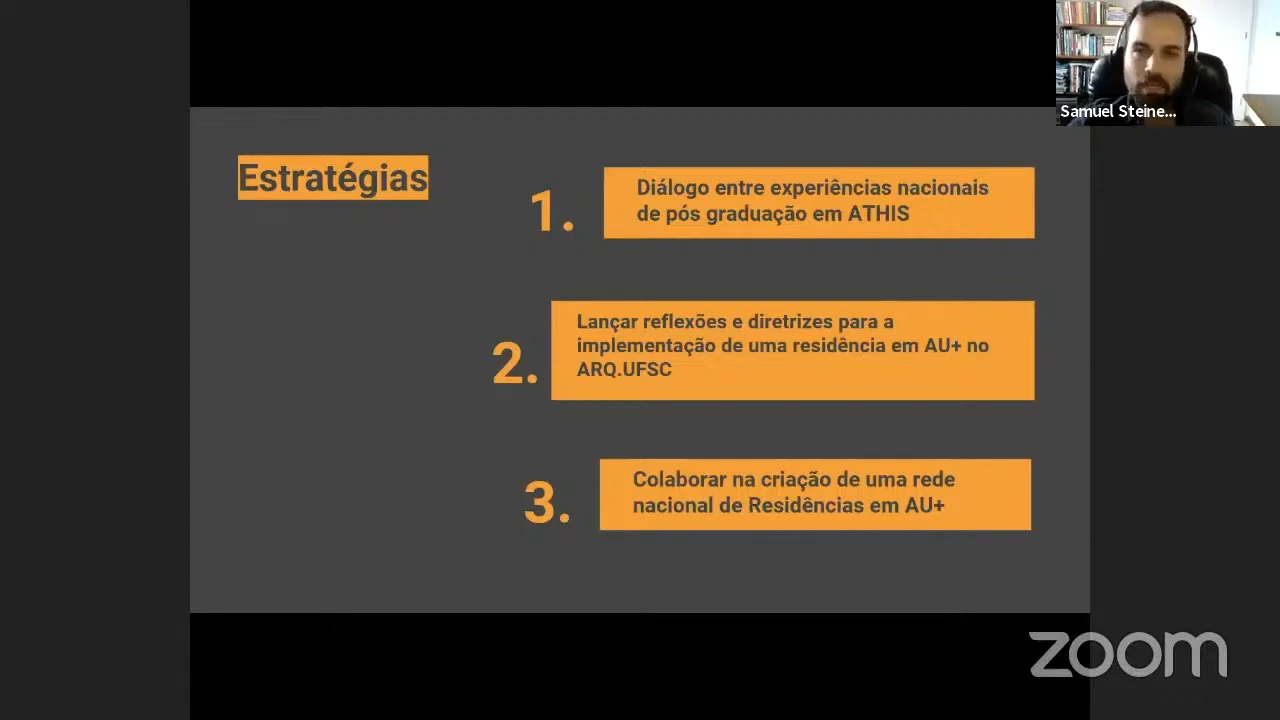 Samuel Steine...
Estratégias
1.
Diálogo entre experiências nacionais
de pós graduação em ATHIS
2.
Lançar reflexões e diretrizes para a
implementação de uma residência em AU+ no
ARQ.UFSC
3.
Colaborar na criação de uma rede
nacional de Residências em AU+
zoom